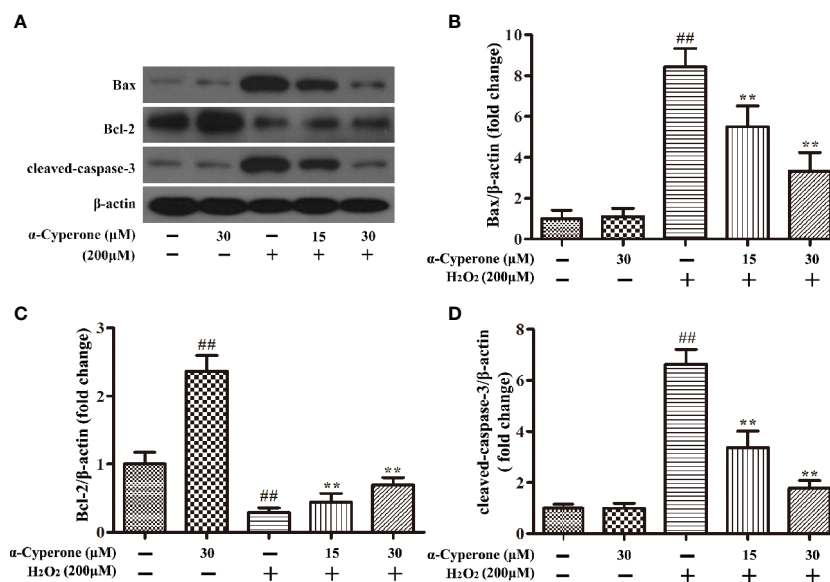 A
Bax
Bcl-2
cleaved-caspase-3
β-actin
α-Cyperone (μM) – 30 – 15 30
(200μM) – – + + +
B
Bax/β-actin (fold change)
10
8
6
4
2
0
##
**
**
α-Cyperone (μM) – 30 – 15 30
H2O2 (200μM) – – + + +
C
Bcl-2/β-actin (fold change)
3
2
1
0
##
##
**
**
α-Cyperone (μM) – 30 – 15 30
H2O2 (200μM) – – + + +
D
cleaved-caspase-3/β-actin
( fold change)
8
6
4
2
0
##
**
**
α-Cyperone (μM) – 30 – 15 30
H2O2 (200μM) – – + + +